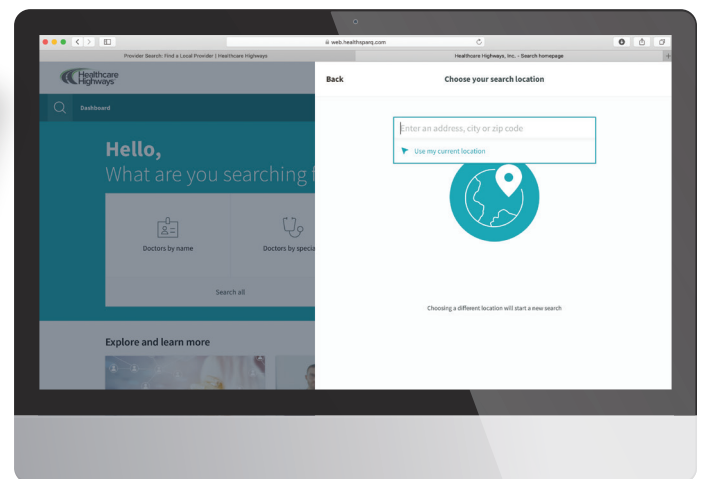 web.healthsparq.com
Provider Search: Find a Local Provider | Healthcare Highways
Healthcare Highways, Inc. - Search homepage
Healthcare
Highways
Dashboard
Hello,
What are you searching f
Doctors by name
Doctors by specia
Search all
Explore and learn more
Back
Choose your search location
Enter an address, city or zip code
Use my current location
Choosing a different location will start a new search